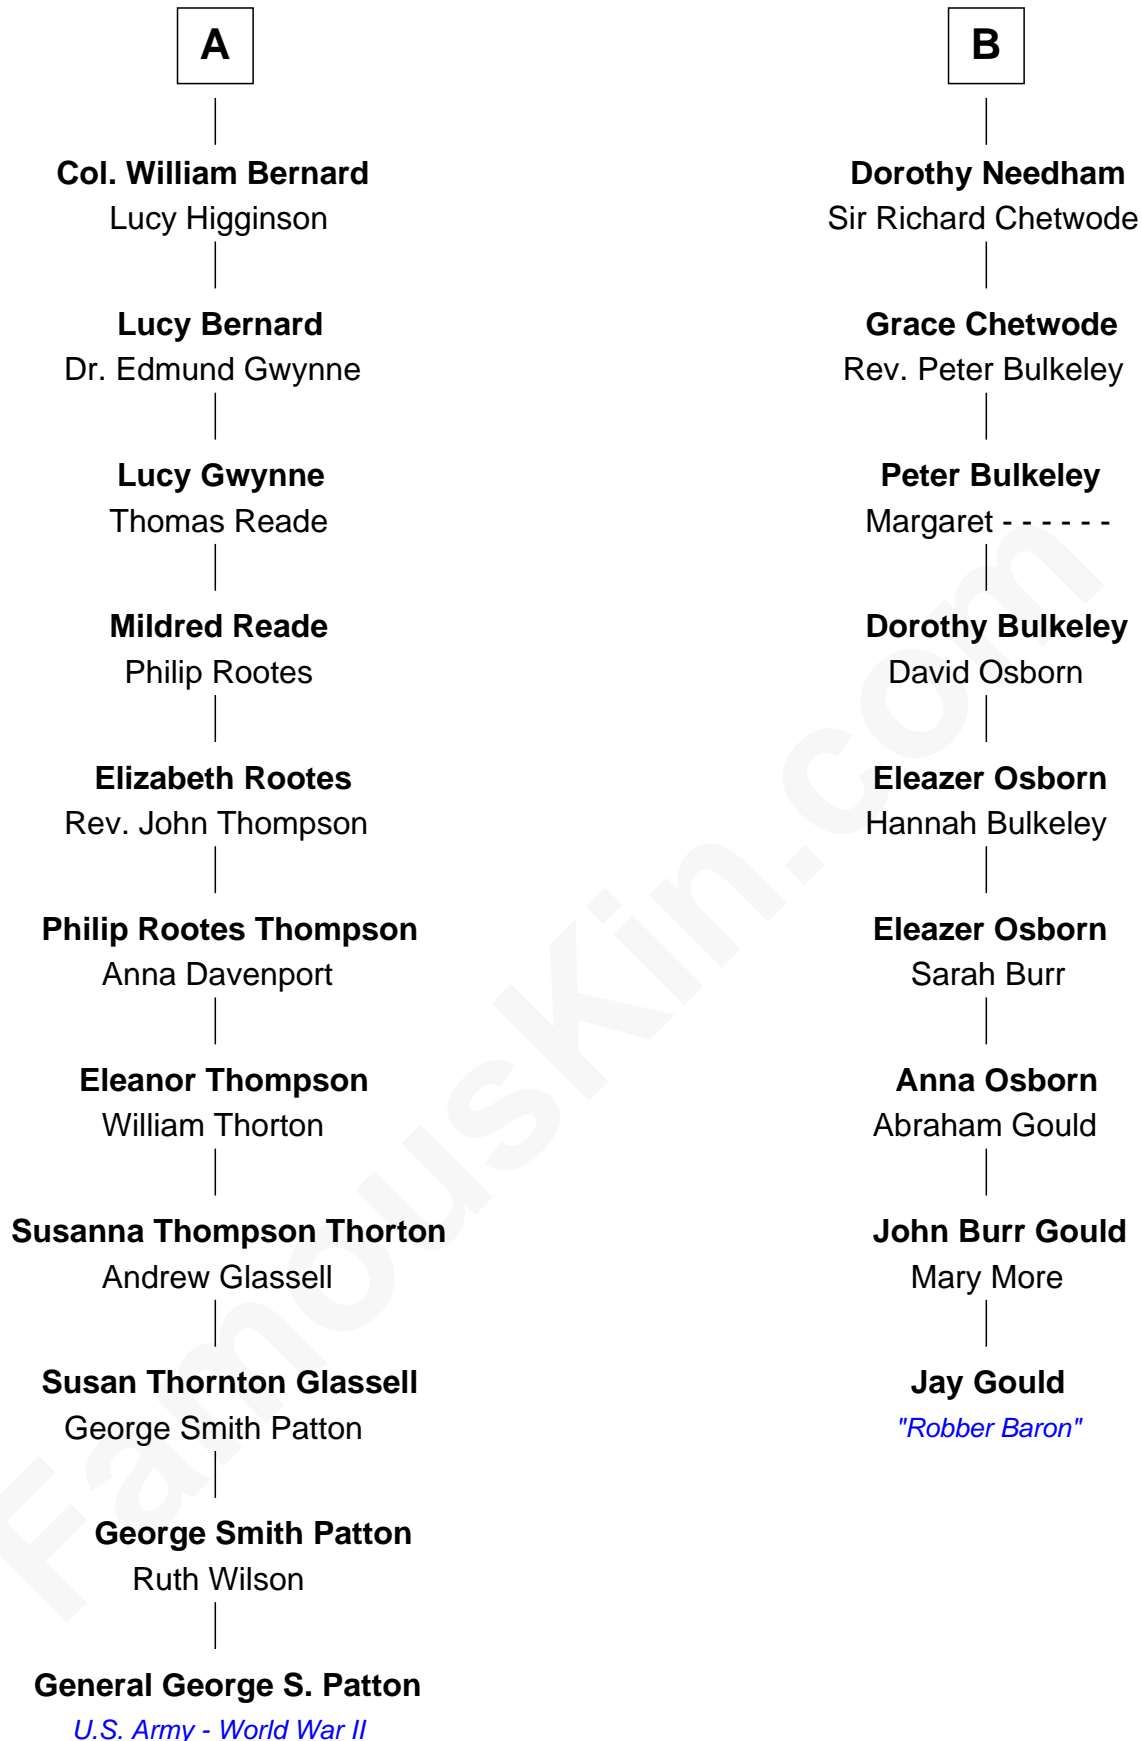 A
Col. William Bernard
Lucy Higginson
Lucy Bernard
Dr. Edmund Gwynne
Lucy Gwynne
Thomas Reade
Mildred Reade
Philip Rootes
Elizabeth Rootes
Rev. John Thompson
Philip Rootes Thompson
Anna Davenport
Eleanor Thompson
William Thorton
Susanna Thompson Thorton
Andrew Glassell
Susan Thornton Glassell
George Smith Patton
George Smith Patton
Ruth Wilson
General George S. Patton
U.S. Army - World War II
B
Dorothy Needham
Sir Richard Chetwode
Grace Chetwode
Rev. Peter Bulkeley
Peter Bulkeley
Margaret - - - - - -
Dorothy Bulkeley
David Osborn
Eleazer Osborn
Hannah Bulkeley
Eleazer Osborn
Sarah Burr
Anna Osborn
Abraham Gould
John Burr Gould
Mary More
Jay Gould
"Robber Baron"
FamousKin.com